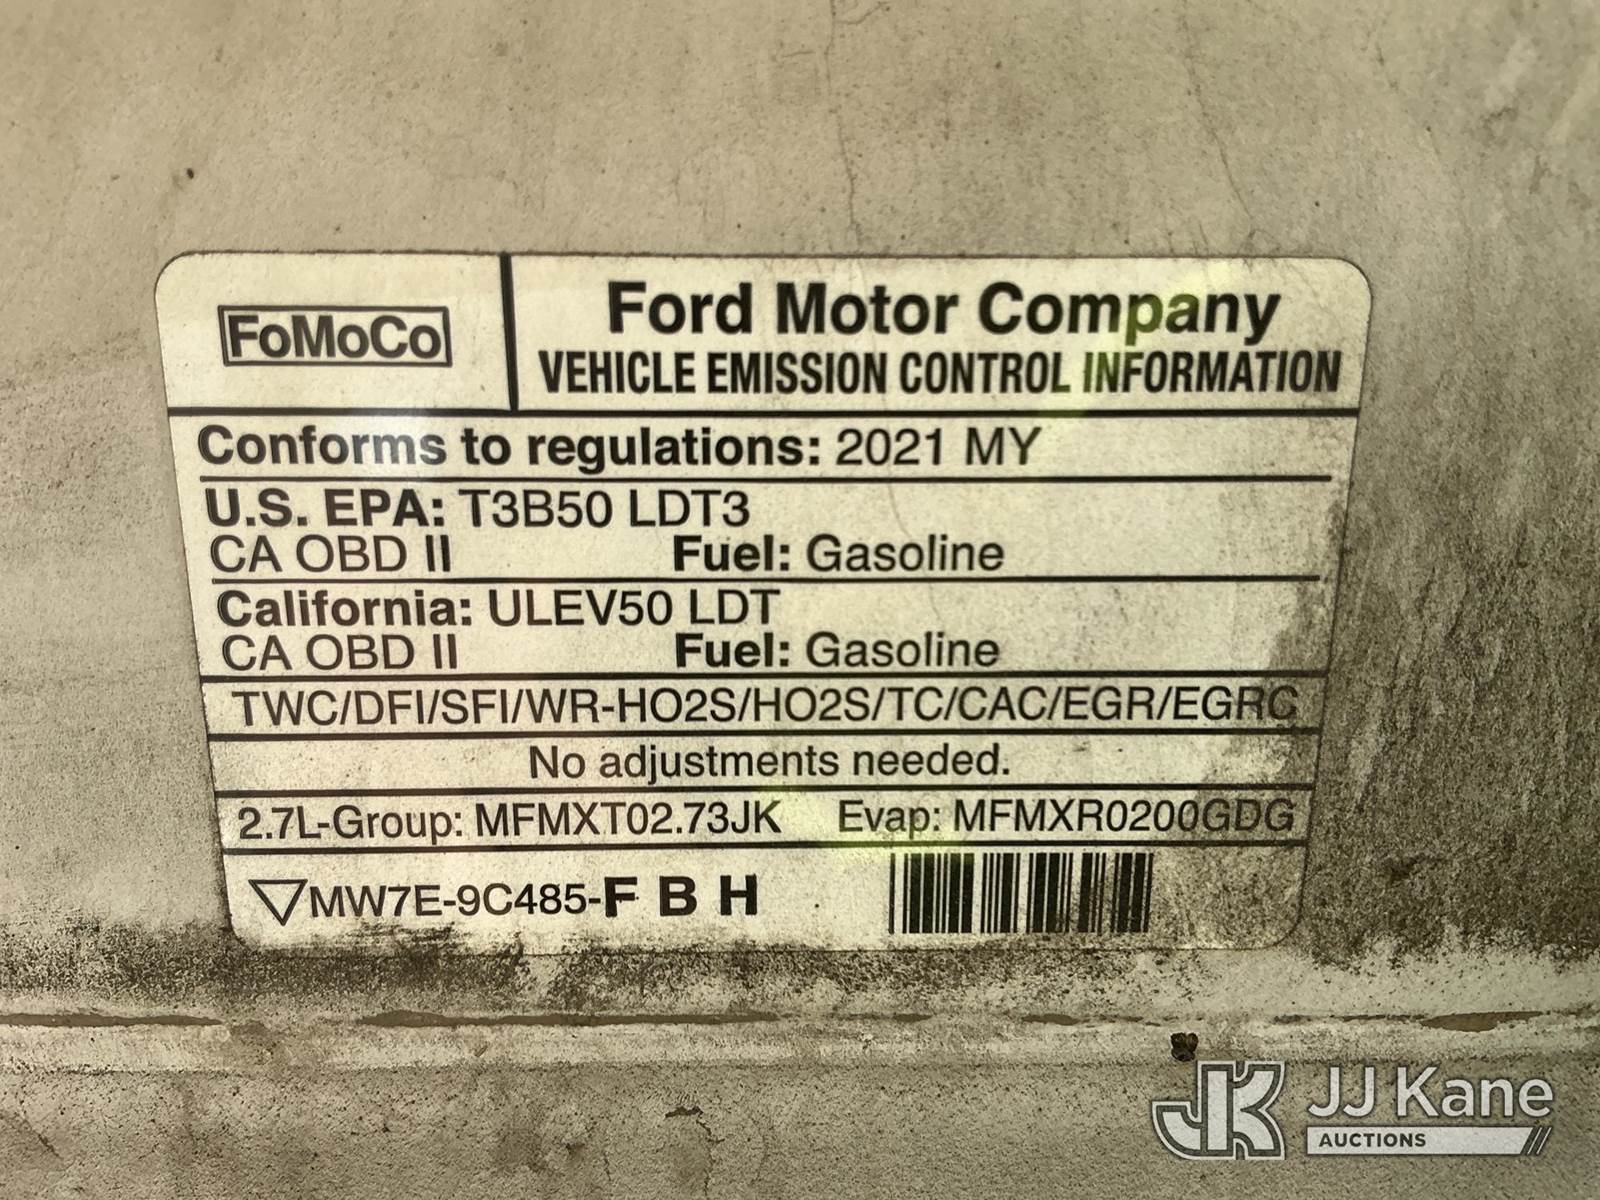 FoMoCo
Ford Motor Company
VEHICLE EMISSION CONTROL INFORMATION
Conforms to regulations: 2021 MY
U.S. EPA: T3B50 LDT3
CA OBD II Fuel: Gasoline
California: ULEV50 LDT
CA OBD II Fuel: Gasoline
TWC/DFI/SFI/WR-HO2S/HO2S/TC/CAC/EGR/EGRC
No adjustments needed.
2.7L-Group: MFMXT02.73JK Evap: MFMXR0200GDG
MW7E-9C485-F B H
JK JJ Kane
AUCTIONS